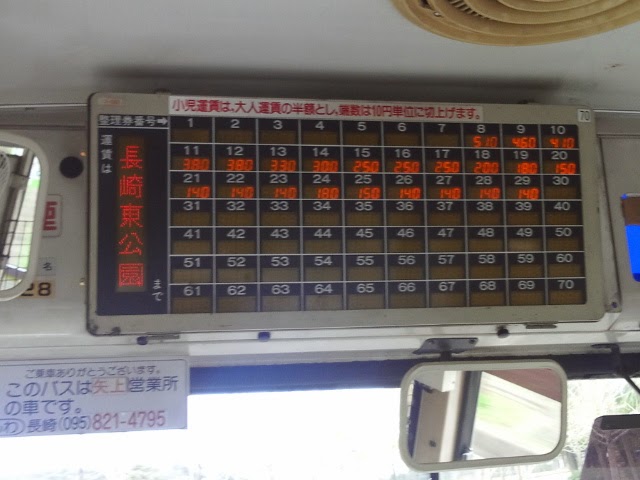 小児運賃は、大人運賃の半額とし、端数は10円単位に切上げます。
70
整理券番号→ 1 2 3 4 5 6 7 8 9 10
510 460 410
運賃は 長崎東公園 まで
11 12 13 14 15 16 17 18 19 20
380 380 330 300 250 250 250 200 180 150
21 22 23 24 25 26 27 28 29 30
140 140 140 180 150 140 140 140 140
31 32 33 34 35 36 37 38 39 40
41 42 43 44 45 46 47 48 49 50
51 52 53 54 55 56 57 58 59 60
61 62 63 64 65 66 67 68 69 70
名
28
ご乗車ありがとうございます。
このバスは矢上営業所
の車です。
長崎(095)821-4795